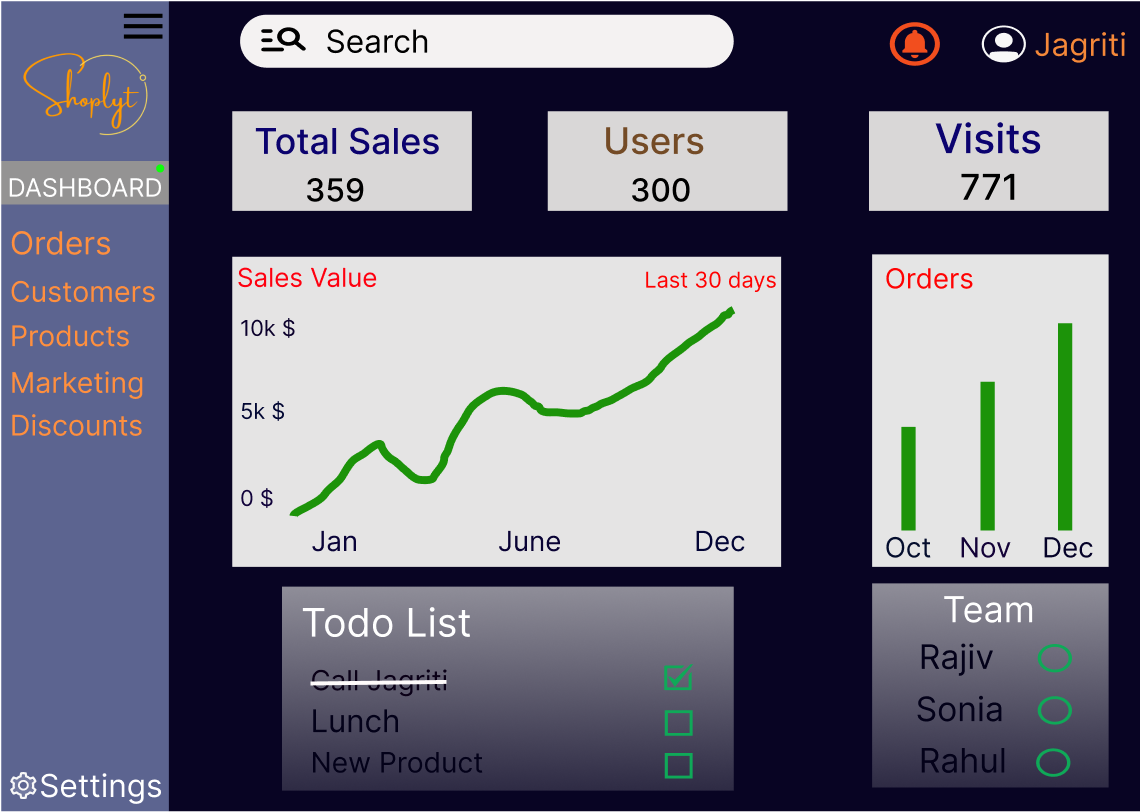 Shoplyt
DASHBOARD
Orders
Customers
Products
Marketing
Discounts
Settings
Search
Jagriti
Total Sales
359
Users
300
Visits
771
Sales Value
Last 30 days
10k $
5k $
0 $
Jan June Dec
Orders
Oct Nov Dec
Todo List
Call Jagriti
Lunch
New Product
Team
Rajiv
Sonia
Rahul